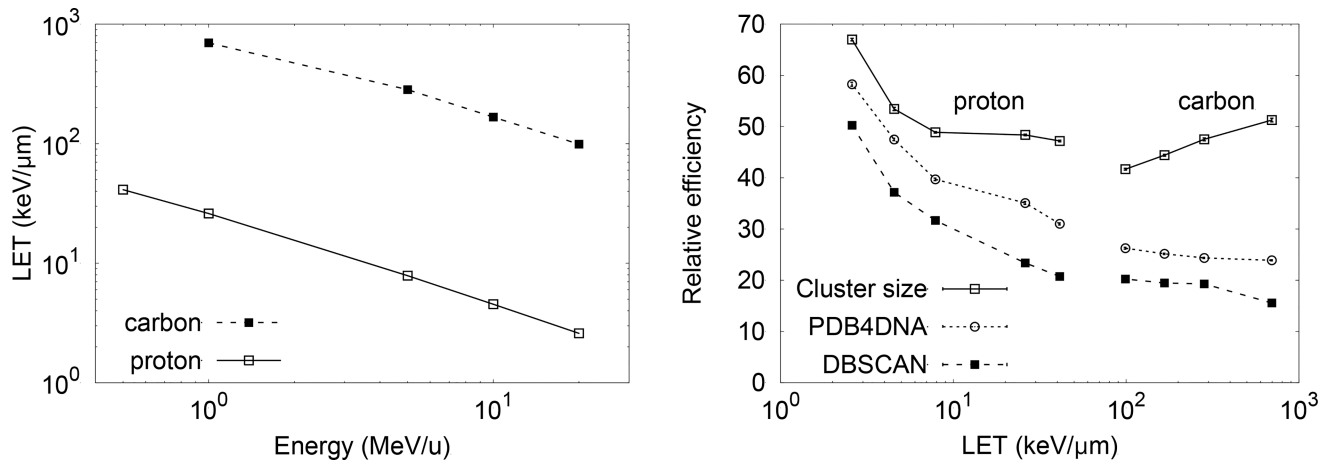 10³
10²
10¹
10⁰
LET (keV/μm)
carbon
proton
10⁰
10¹
Energy (MeV/u)
70
60
50
40
30
20
10
0
Relative efficiency
proton
carbon
Cluster size
PDB4DNA
DBSCAN
10⁰
10¹
10²
10³
LET (keV/μm)